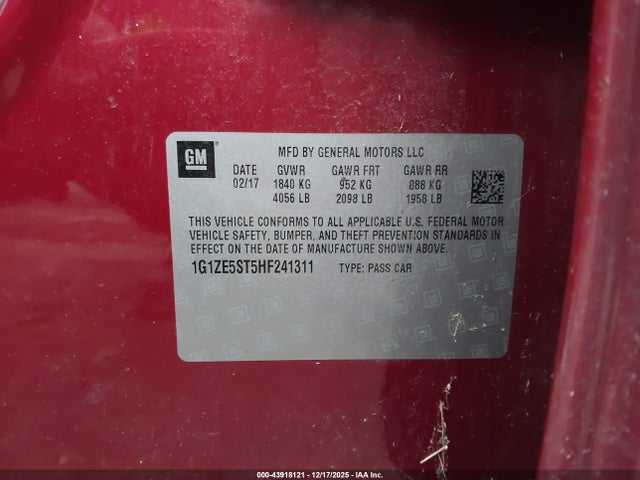 GM
MFD BY GENERAL MOTORS LLC
DATE GVWR GAWR FRT GAWR RR
02/17 1840 KG 952 KG 888 KG
4056 LB 2098 LB 1958 LB
THIS VEHICLE CONFORMS TO ALL APPLICABLE U.S. FEDERAL MOTOR
VEHICLE SAFETY, BUMPER, AND THEFT PREVENTION STANDARDS IN
EFFECT ON THE DATE OF MANUFACTURE SHOWN ABOVE.
1G1ZE5ST5HF241311 TYPE: PASS CAR
000-43918121 - 12/17/2025 - IAA Inc.